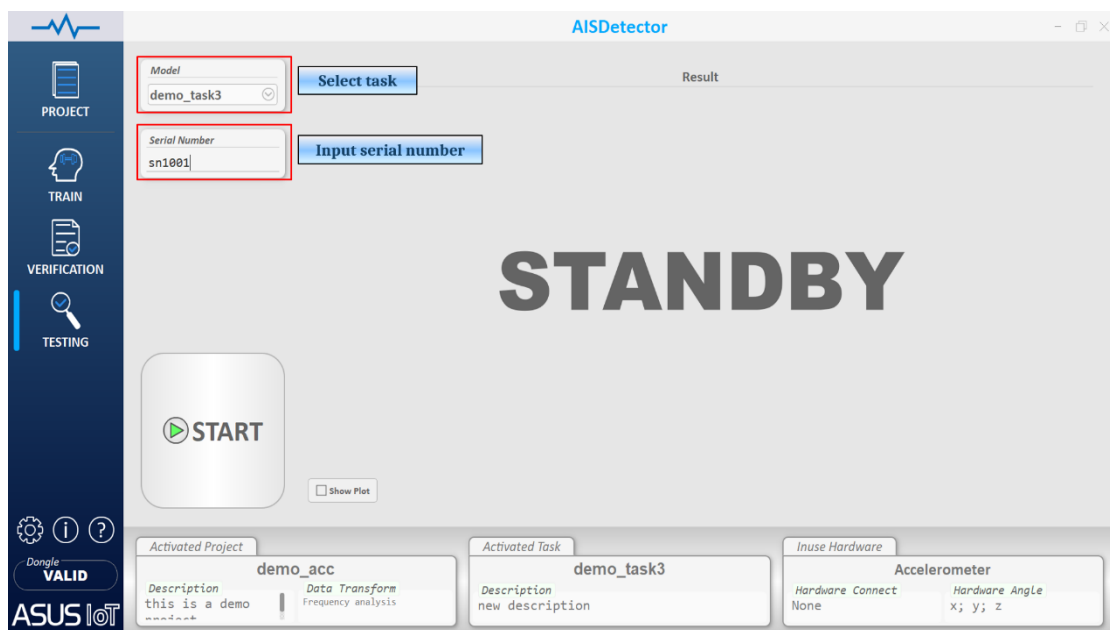 AISDetector
PROJECT
TRAIN
VERIFICATION
TESTING
Dongle
VALID
ASUS IoT
Model
demo_task3
Select task
Serial Number
sn1001
Input serial number
Result
STANDBY
START
Show Plot
Activated Project
demo_acc
Description
this is a demo
project
Data Transform
Frequency analysis
Activated Task
demo_task3
Description
new description
Inuse Hardware
Accelerometer
Hardware Connect
None
Hardware Angle
x; y; z